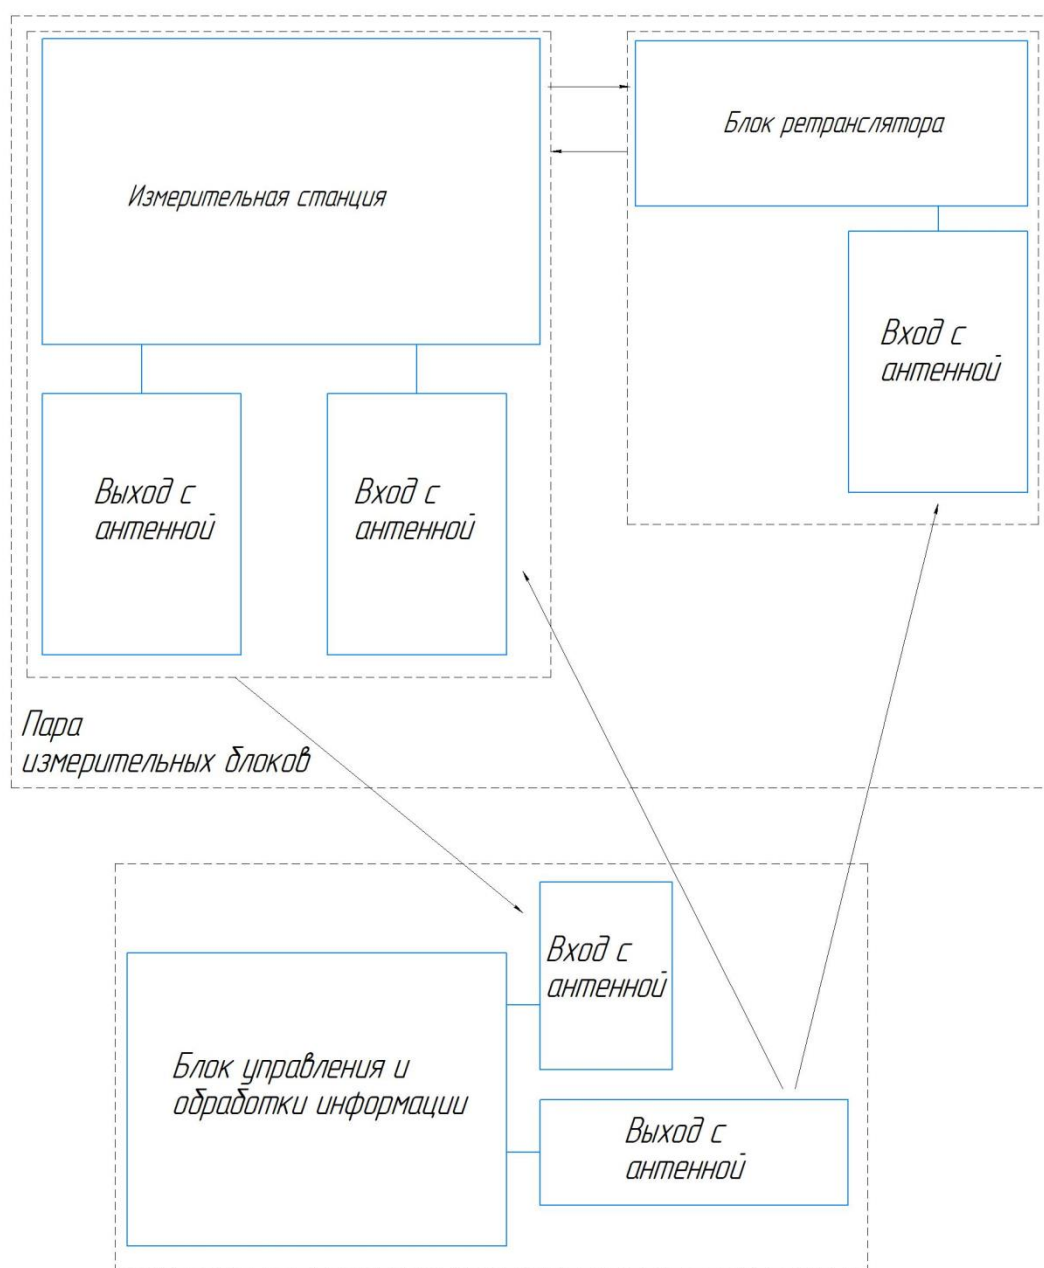 Блок ретранслятора
Измерительная станция
Вход с
антенной
Выход с
антенной
Вход с
антенной
Пара
измерительных блоков
Вход с
антенной
Блок управления и
обработки информации
Выход с
антенной